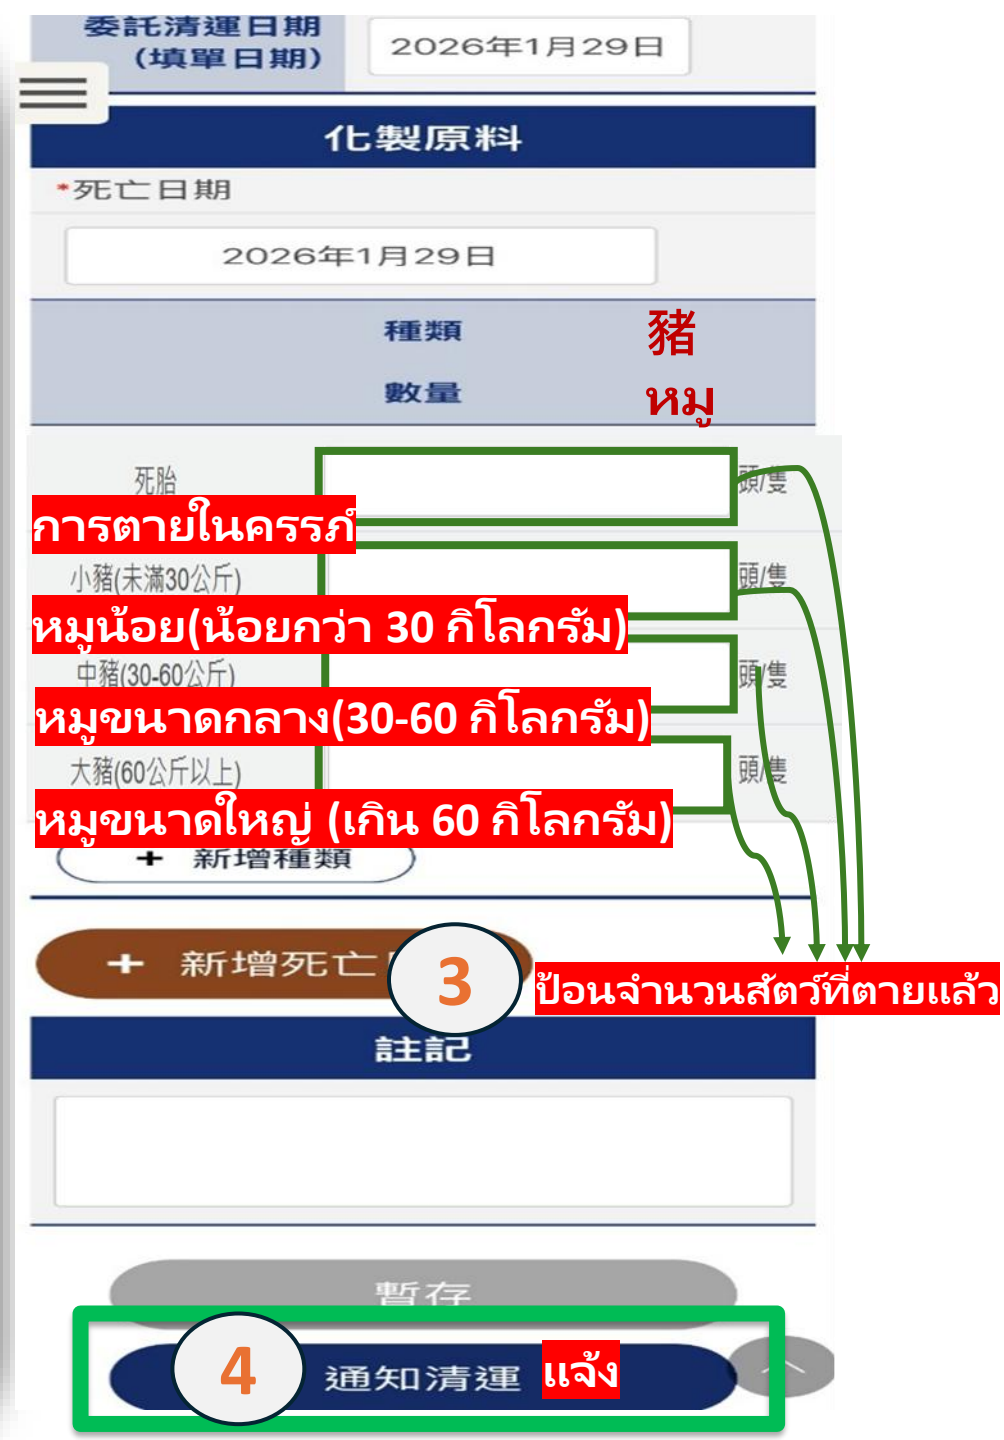 委託清運日期
(填單日期)
2026年1月29日
化製原料
*死亡日期
2026年1月29日
種類
豬
數量
หมู
死胎
頭/隻
การตายในครรภ์
小豬(未滿30公斤)
頭/隻
หมูน้อย(น้อยกว่า 30 กิโลกรัม)
中豬(30-60公斤)
頭/隻
หมูขนาดกลาง(30-60 กิโลกรัม)
大豬(60公斤以上)
頭/隻
หมูขนาดใหญ่ (เกิน 60 กิโลกรัม)
+ 新增種類
+ 新增死亡
3
ป้อนจำนวนสัตว์ที่ตายแล้ว
註記
暫存
4
通知清運
แจ้ง